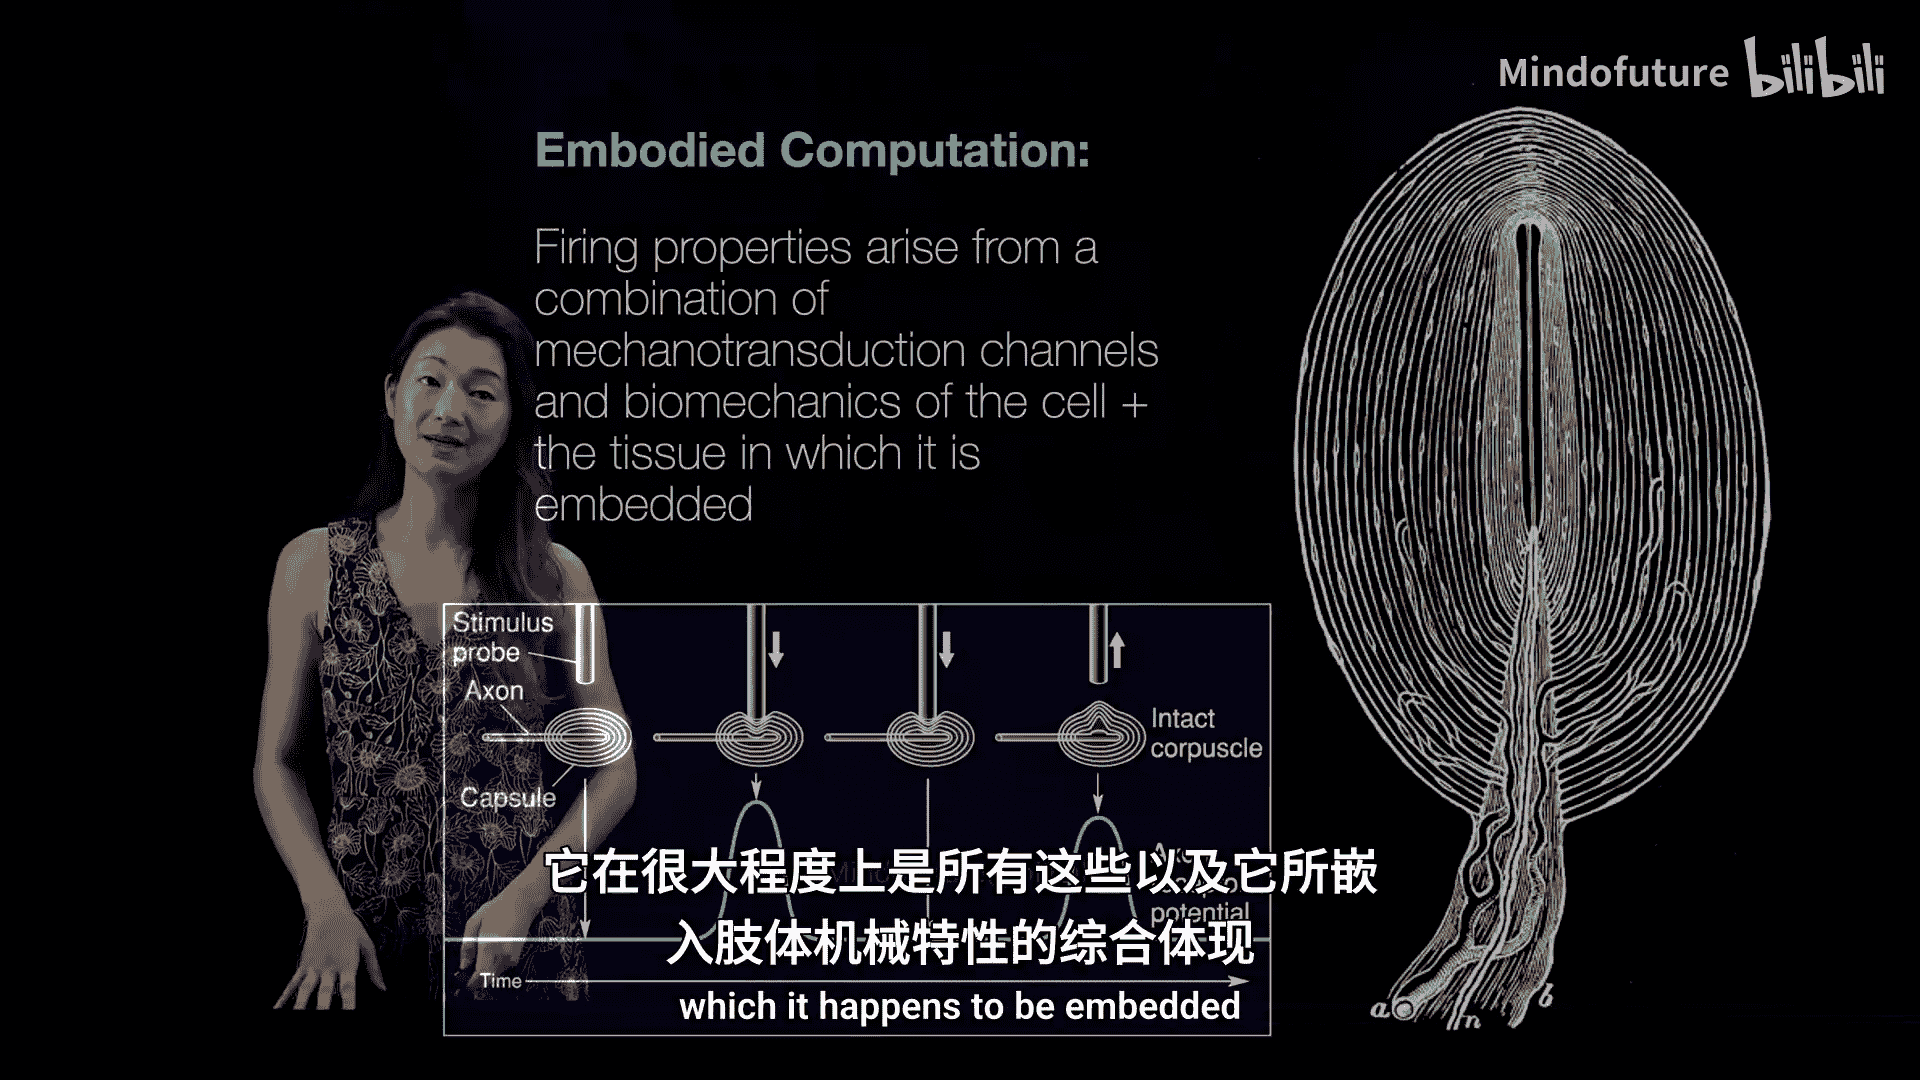 Mindofuture bilibili
Embodied Computation:
Firing properties arise from a
combination of
mechanotransduction channels
and biomechanics of the cell +
the tissue in which it is
embedded
Stimulus
probe
Axon
Capsule
Intact
corpuscle
potential
Time
它在很大程度上是所有这些以及它所嵌
入肢体机械特性的综合体现
which it happens to be embedded
a
n
b